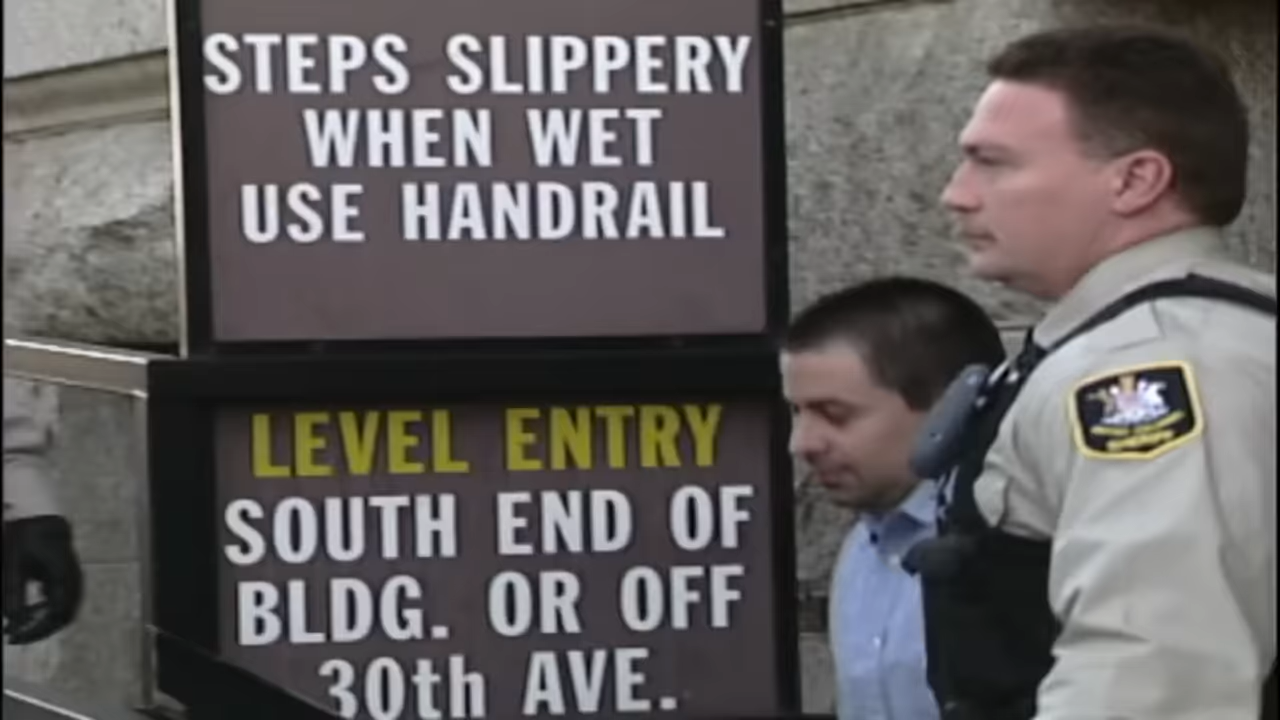 STEPS SLIPPERY
WHEN WET
USE HANDRAIL
LEVEL ENTRY
SOUTH END OF
BLDG. OR OFF
30th AVE.